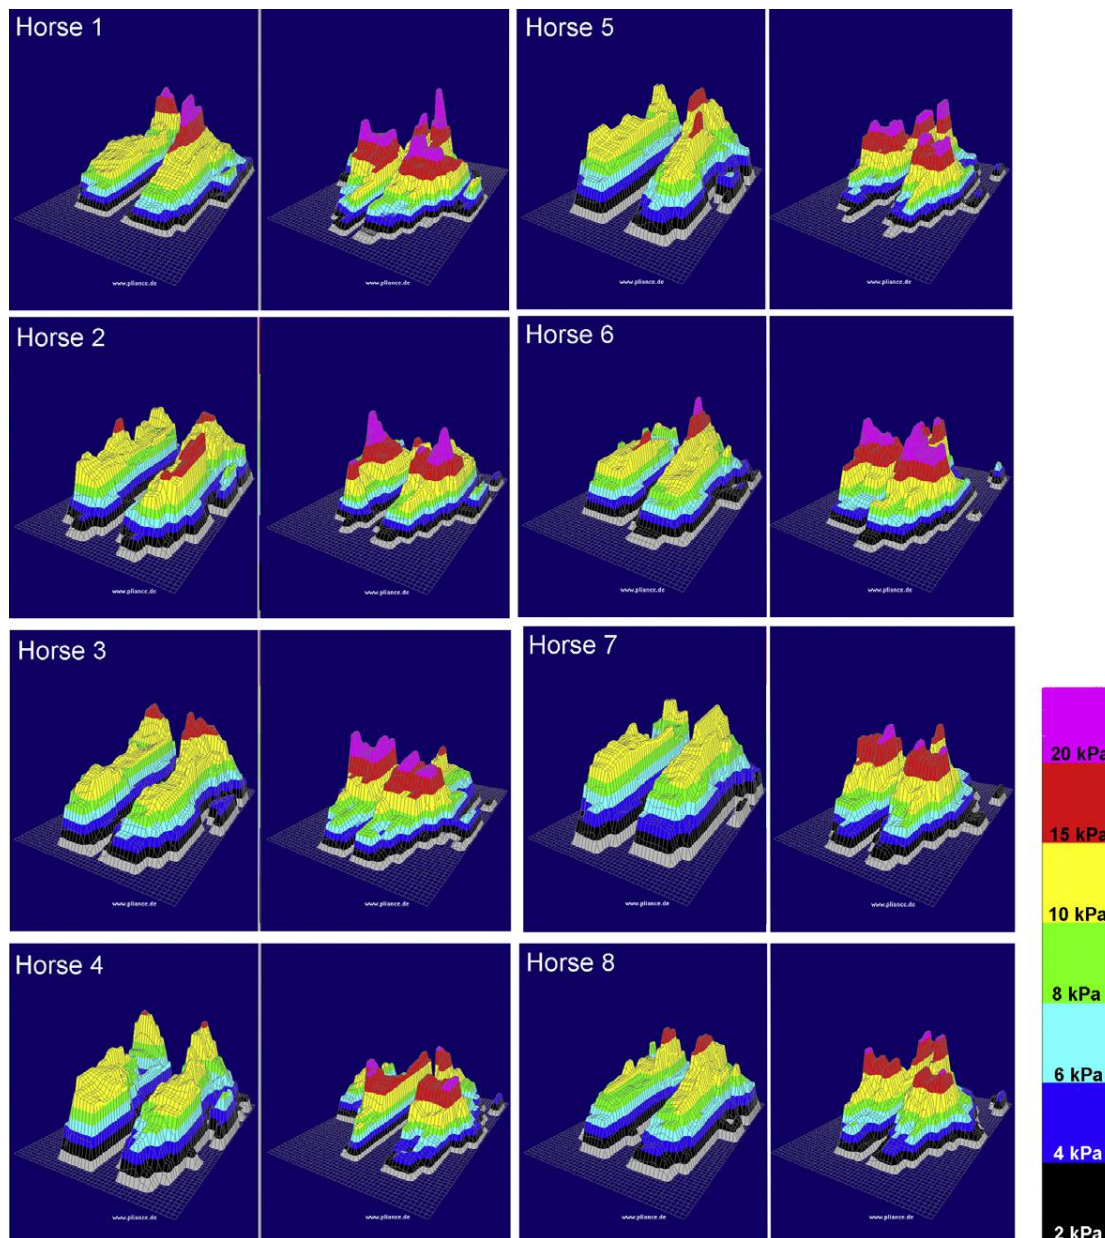 Horse 1
www.pliance.de
www.pliance.de
Horse 5
www.pliance.de
www.pliance.de
Horse 2
www.pliance.de
www.pliance.de
Horse 6
www.pliance.de
www.pliance.de
Horse 3
www.pliance.de
www.pliance.de
Horse 7
www.pliance.de
www.pliance.de
Horse 4
www.pliance.de
www.pliance.de
Horse 8
www.pliance.de
www.pliance.de
20 kPa
15 kPa
10 kPa
8 kPa
6 kPa
4 kPa
2 kPa